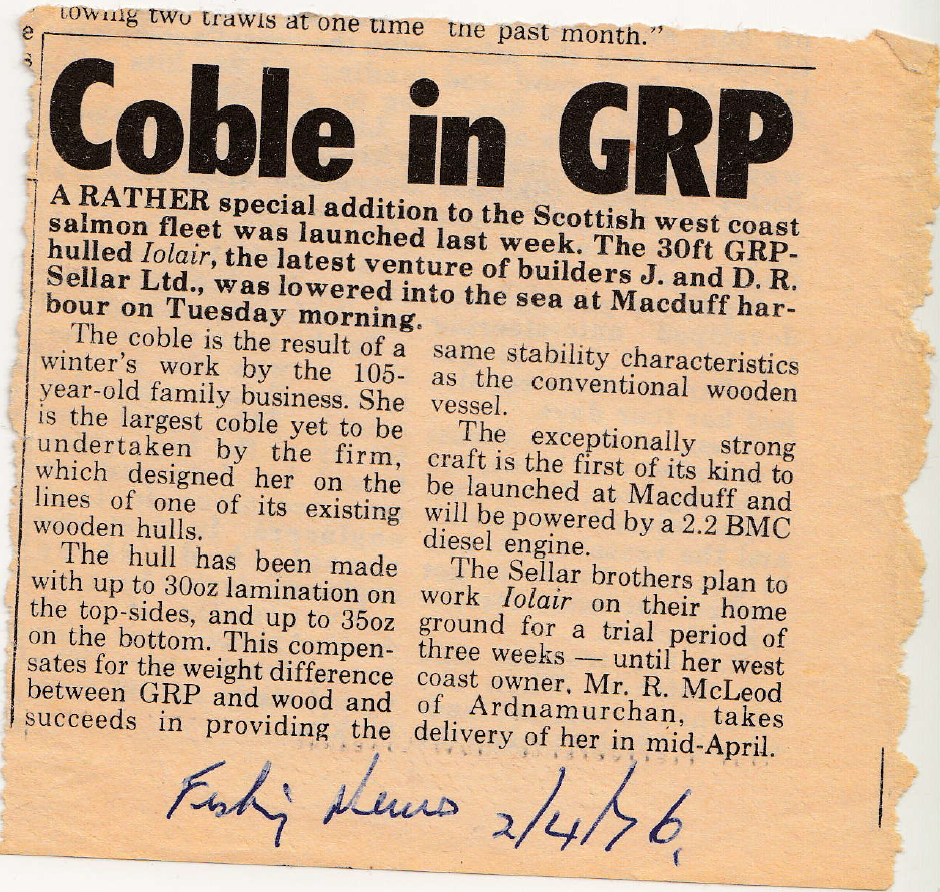 towing two trawls at one time the past month."
e
s
Coble in GRP
A RATHER special addition to the Scottish west coast
salmon fleet was launched last week. The 30ft GRP-
hulled Iolair, the latest venture of builders J. and D. R.
Sellar Ltd., was lowered into the sea at Macduff har-
bour on Tuesday morning.
The coble is the result of a
winter's work by the 105-
year-old family business. She
is the largest coble yet to be
undertaken by the firm,
which designed her on the
lines of one of its existing
wooden hulls.
The hull has been made
with up to 30oz lamination on
the top-sides, and up to 35oz
on the bottom. This compen-
sates for the weight difference
between GRP and wood and
succeeds in providing the
same stability characteristics
as the conventional wooden
vessel.
The exceptionally strong
craft is the first of its kind to
be launched at Macduff and
will be powered by a 2.2 BMC
diesel engine.
The Sellar brothers plan to
work Iolair on their home
ground for a trial period of
three weeks — until her west
coast owner, Mr. R. McLeod
of Ardnamurchan, takes
delivery of her in mid-April.
Fishing News 2/4/76.